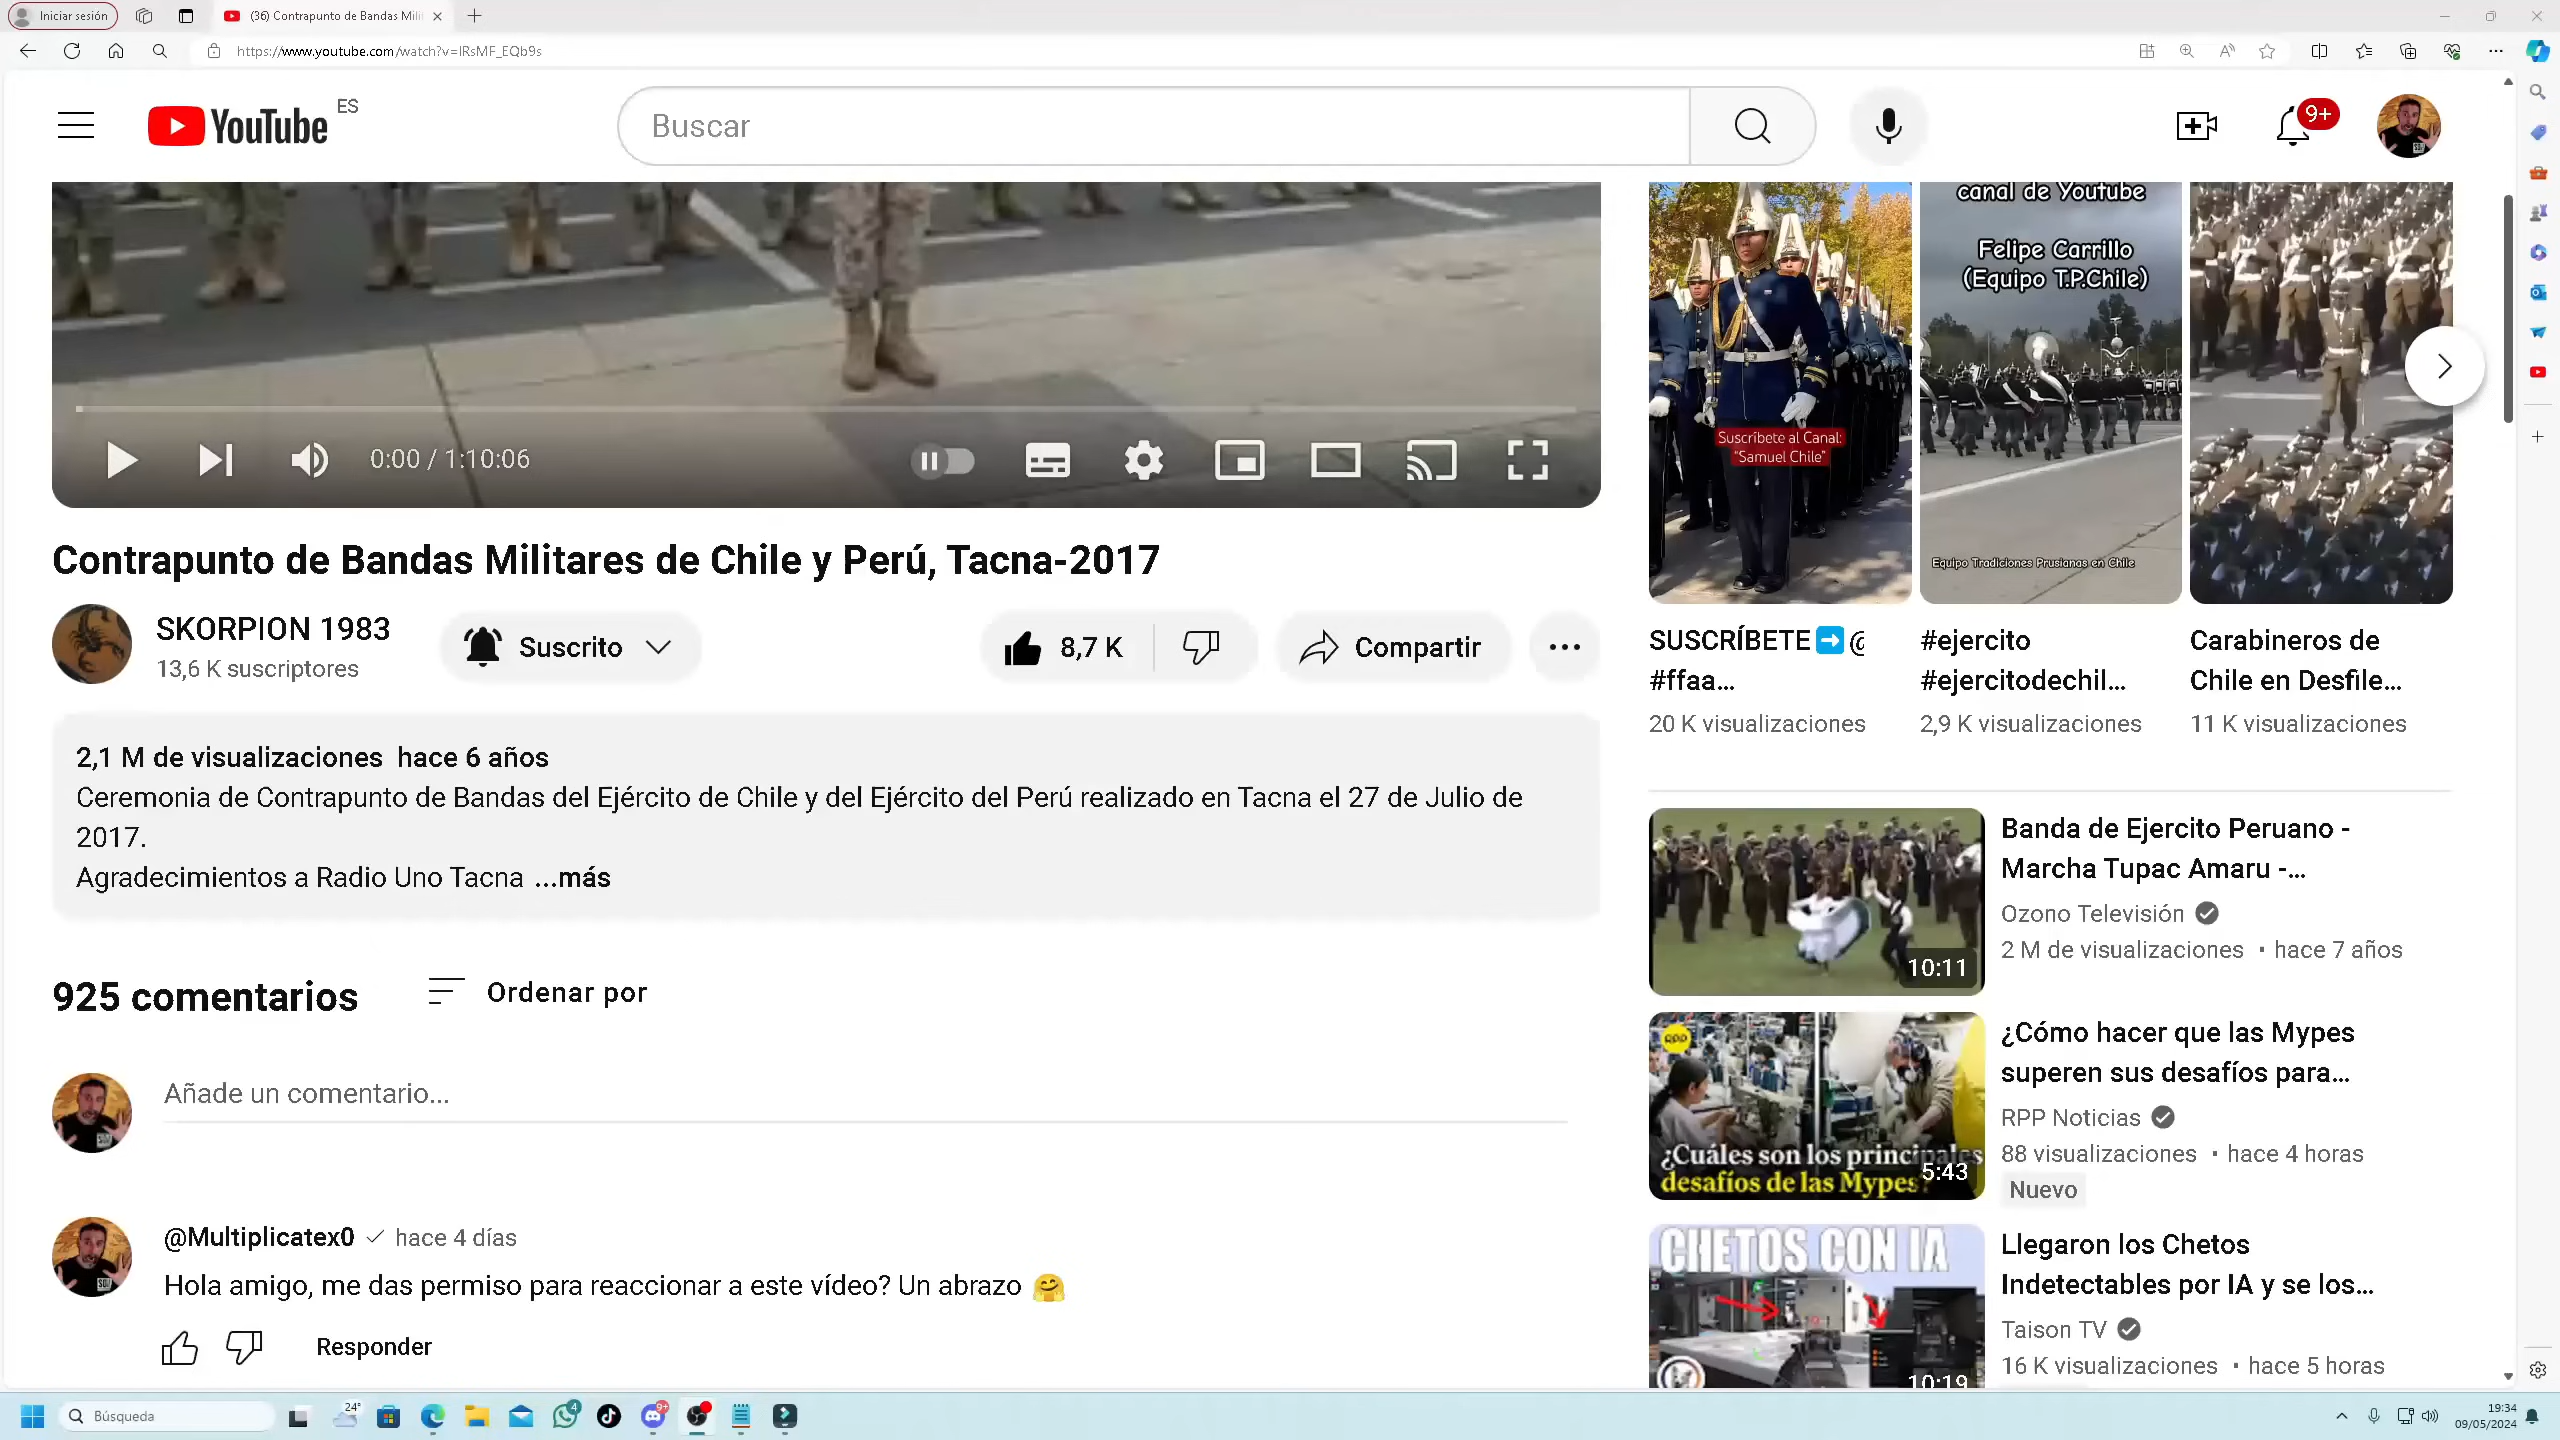 Iniciar sesión
(36) Contrapunto de Bandas Mili
https://www.youtube.com/watch?v=IRsMF_EQb9s
YouTube ES
Buscar
9+
0:00 / 1:10:06
Contrapunto de Bandas Militares de Chile y Perú, Tacna-2017
SKORPION 1983
13,6 K suscriptores
Suscrito
8,7 K
Compartir
2,1 M de visualizaciones hace 6 años
Ceremonia de Contrapunto de Bandas del Ejército de Chile y del Ejército del Perú realizado en Tacna el 27 de Julio de
2017.
Agradecimientos a Radio Uno Tacna ...más
925 comentarios
Ordenar por
Añade un comentario...
@Multiplicatex0 hace 4 días
Hola amigo, me das permiso para reaccionar a este vídeo? Un abrazo 🤗
Responder
Suscríbete al Canal:
"Samuel Chile"
SUSCRÍBETE➡️@
#ffaa...
20 K visualizaciones
canal de Youtube
Felipe Carrillo
(Equipo T.P.Chile)
Equipo Tradiciones Prusianas en Chile
#ejercito
#ejercitodechil...
2,9 K visualizaciones
Carabineros de
Chile en Desfile...
11 K visualizaciones
10:11
Banda de Ejercito Peruano -
Marcha Tupac Amaru -...
Ozono Televisión
2 M de visualizaciones • hace 7 años
RPP
¿Cuáles son los principales
desafíos de las Mypes?
5:43
¿Cómo hacer que las Mypes
superen sus desafíos para...
RPP Noticias
88 visualizaciones • hace 4 horas
Nuevo
CHETOS CON IA
10:19
Llegaron los Chetos
Indetectables por IA y se los...
Taison TV
16 K visualizaciones • hace 5 horas
Búsqueda
24°
4
9+
19:34
09/05/2024